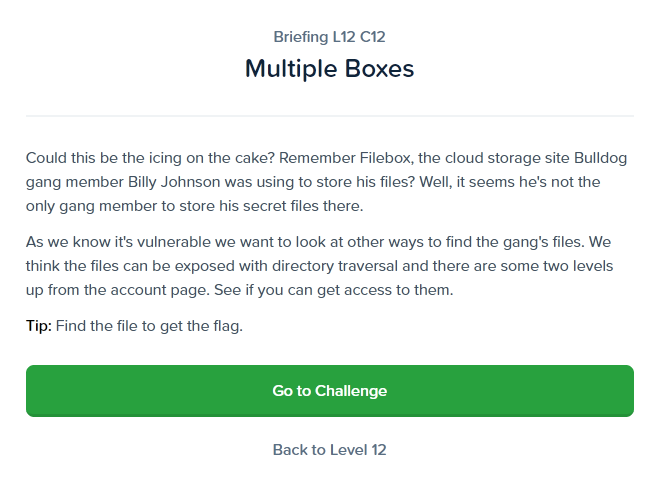 Briefing L12 C12
Multiple Boxes
Could this be the icing on the cake? Remember Filebox, the cloud storage site Bulldog
gang member Billy Johnson was using to store his files? Well, it seems he's not the
only gang member to store his secret files there.
As we know it's vulnerable we want to look at other ways to find the gang's files. We
think the files can be exposed with directory traversal and there are some two levels
up from the account page. See if you can get access to them.
Tip: Find the file to get the flag.
Go to Challenge
Back to Level 12